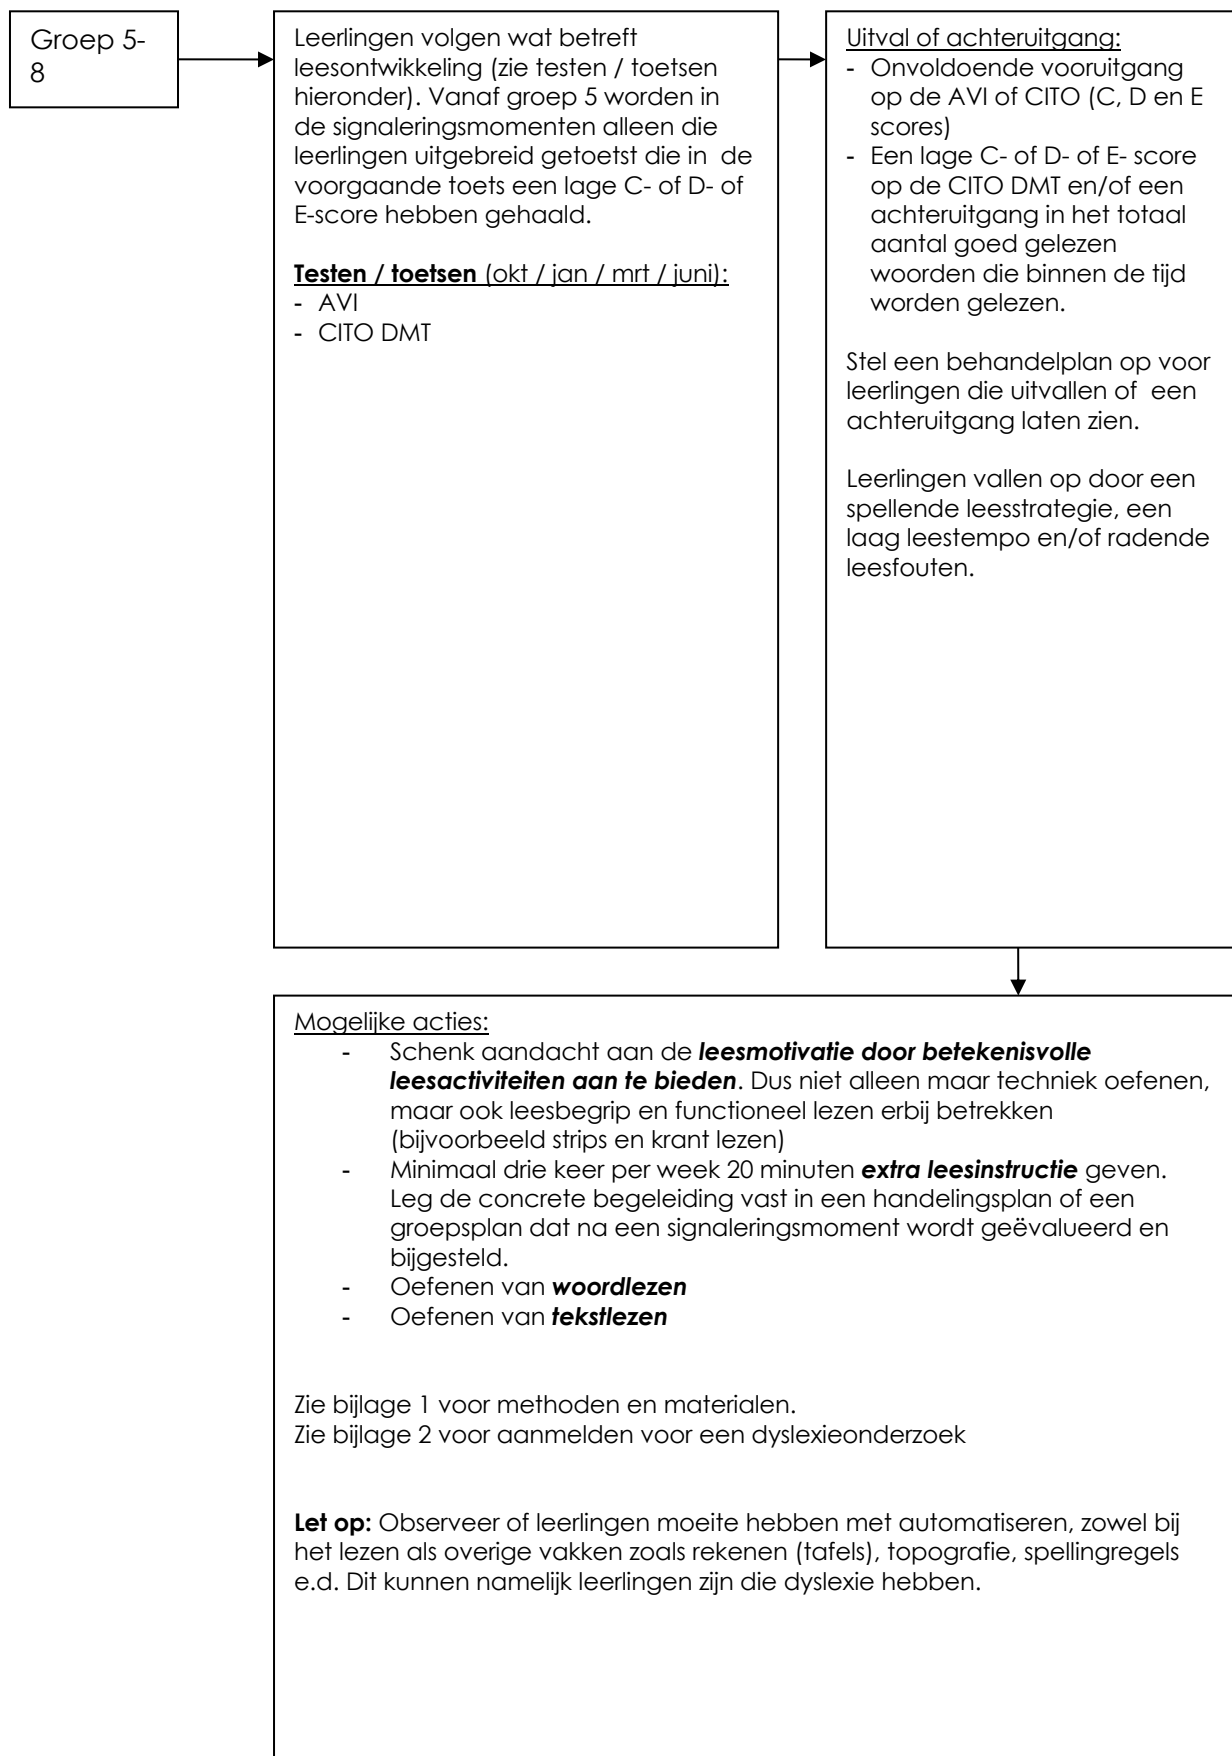 Groep 5-
8
Leerlingen volgen wat betreft
leesontwikkeling (zie testen / toetsen
hieronder). Vanaf groep 5 worden in
de signaleringsmomenten alleen die
leerlingen uitgebreid getoetst die in  de
voorgaande toets een lage C- of D- of
E-score hebben gehaald.
Testen / toetsen (okt / jan / mrt / juni):
- AVI
- CITO DMT
Uitval of achteruitgang:
- Onvoldoende vooruitgang
op de AVI of CITO (C, D en E
scores)
- Een lage C- of D- of E- score
op de CITO DMT en/of een
achteruitgang in het totaal
aantal goed gelezen
woorden die binnen de tijd
worden gelezen.
Stel een behandelplan op voor
leerlingen die uitvallen of  een
achteruitgang laten zien.
Leerlingen vallen op door een
spellende leesstrategie, een
laag leestempo en/of radende
leesfouten.
Mogelijke acties:
- Schenk aandacht aan de leesmotivatie door betekenisvolle
leesactiviteiten aan te bieden. Dus niet alleen maar techniek oefenen,
maar ook leesbegrip en functioneel lezen erbij betrekken
(bijvoorbeeld strips en krant lezen)
- Minimaal drie keer per week 20 minuten extra leesinstructie geven.
Leg de concrete begeleiding vast in een handelingsplan of een
groepsplan dat na een signaleringsmoment wordt geëvalueerd en
bijgesteld.
- Oefenen van woordlezen
- Oefenen van tekstlezen
Zie bijlage 1 voor methoden en materialen.
Zie bijlage 2 voor aanmelden voor een dyslexieonderzoek
Let op: Observeer of leerlingen moeite hebben met automatiseren, zowel bij
het lezen als overige vakken zoals rekenen (tafels), topografie, spellingregels
e.d. Dit kunnen namelijk leerlingen zijn die dyslexie hebben.